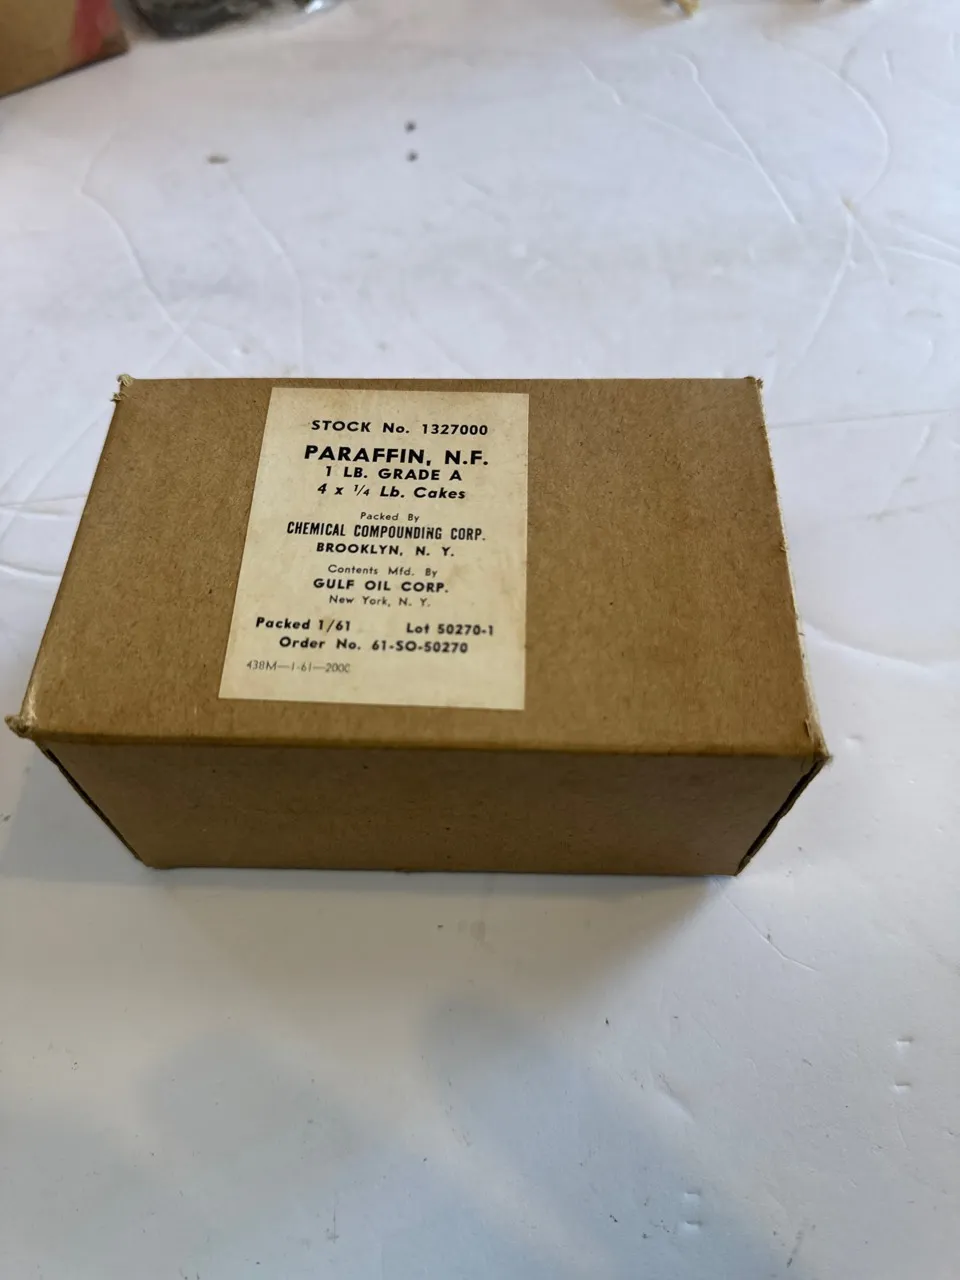 STOCK No. 1327000
PARAFFIN, N.F.
1 LB. GRADE A
4 x 1/4 Lb. Cakes
Packed By
CHEMICAL COMPOUNDING CORP.
BROOKLYN, N. Y.
Contents Mfd. By
GULF OIL CORP.
New York, N. Y.
Packed 1/61 Lot 50270-1
Order No. 61-SO-50270
438M—1-61—200C